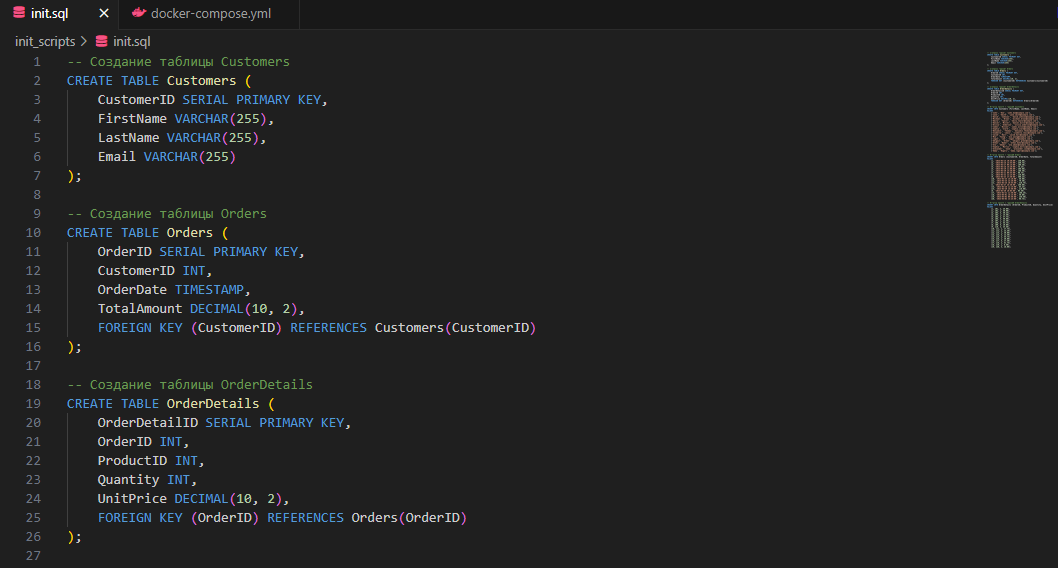 init.sql
docker-compose.yml
init_scripts > init.sql
1 -- Создание таблицы Customers
2 CREATE TABLE Customers (
3 CustomerID SERIAL PRIMARY KEY,
4 FirstName VARCHAR(255),
5 LastName VARCHAR(255),
6 Email VARCHAR(255)
7 );
8
9 -- Создание таблицы Orders
10 CREATE TABLE Orders (
11 OrderID SERIAL PRIMARY KEY,
12 CustomerID INT,
13 OrderDate TIMESTAMP,
14 TotalAmount DECIMAL(10, 2),
15 FOREIGN KEY (CustomerID) REFERENCES Customers(CustomerID)
16 );
17
18 -- Создание таблицы OrderDetails
19 CREATE TABLE OrderDetails (
20 OrderDetailID SERIAL PRIMARY KEY,
21 OrderID INT,
22 ProductID INT,
23 Quantity INT,
24 UnitPrice DECIMAL(10, 2),
25 FOREIGN KEY (OrderID) REFERENCES Orders(OrderID)
26 );
27